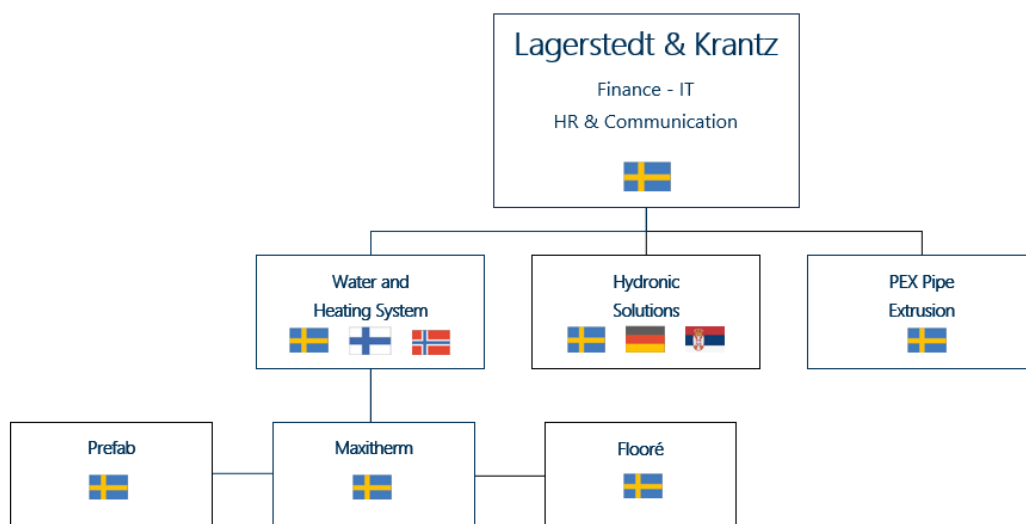 Lagerstedt & Krantz
Finance - IT
HR & Communication
Water and
Heating System
Hydronic
Solutions
PEX Pipe
Extrusion
Prefab
Maxitherm
Flooré